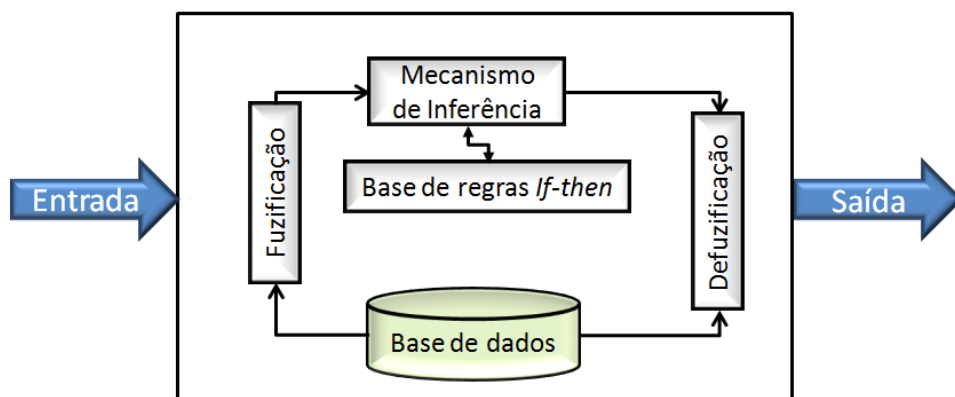 Mecanismo
de Inferência
Fuzificação
Base de regras If-then
Defuzificação
Entrada
Saída
Base de dados